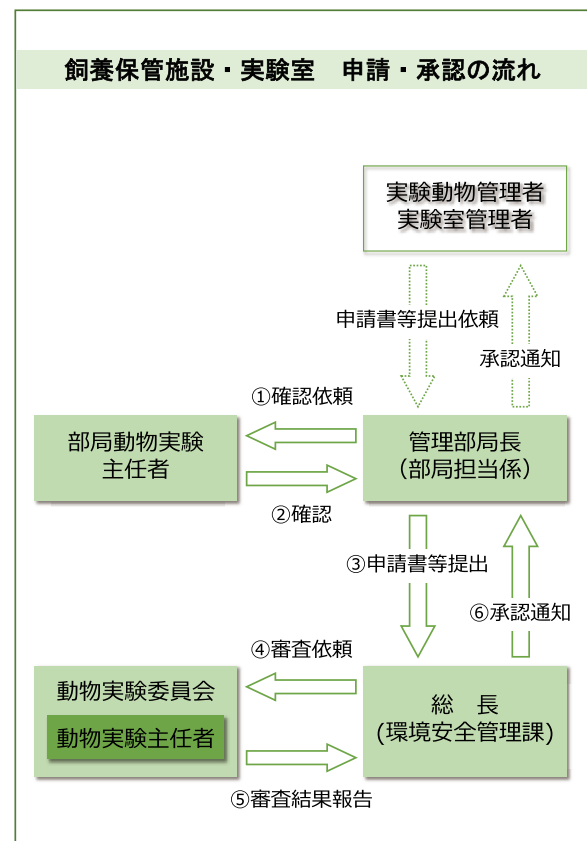 飼養保管施設・実験室　申請・承認の流れ
実験動物管理者
実験室管理者
申請書等提出依頼
承認通知
①確認依頼
部局動物実験
主任者
管理部局長
（部局担当係）
②確認
③申請書等提出
⑥承認通知
④審査依頼
動物実験委員会
動物実験主任者
総　長
(環境安全管理課)
⑤審査結果報告